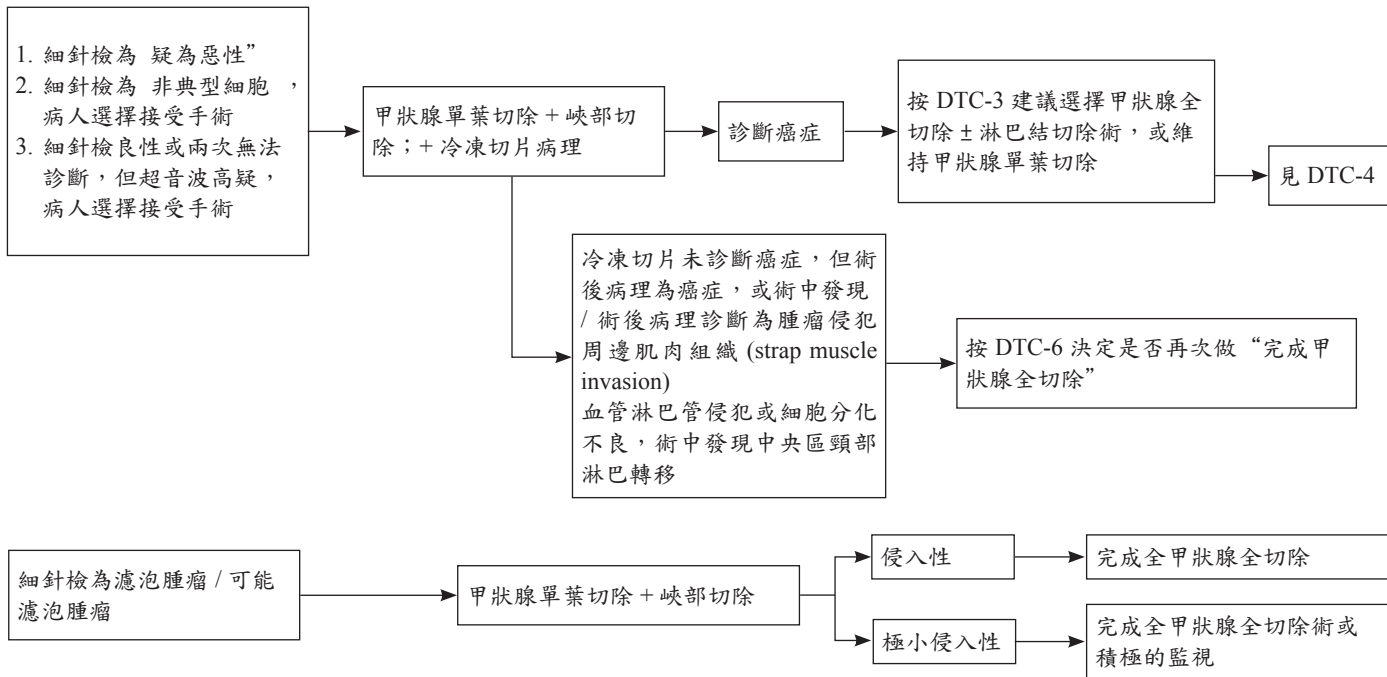 1. 細針檢為 疑為惡性”
2. 細針檢為 非典型細胞 ，
病人選擇接受手術
3. 細針檢良性或兩次無法
診斷，但超音波高疑，
病人選擇接受手術
甲狀腺單葉切除 + 峽部切
除；+ 冷凍切片病理
診斷癌症
按 DTC-3 建議選擇甲狀腺全
切除 ± 淋巴結切除術，或維
持甲狀腺單葉切除
見 DTC-4
冷凍切片未診斷癌症，但術
後病理為癌症，或術中發現
/ 術後病理診斷為腫瘤侵犯
周邊肌肉組織 (strap muscle
invasion)
血管淋巴管侵犯或細胞分化
不良，術中發現中央區頸部
淋巴轉移
按 DTC-6 決定是否再次做“完成甲
狀腺全切除”
細針檢為濾泡腫瘤 / 可能
濾泡腫瘤
甲狀腺單葉切除 + 峽部切除
侵入性
完成全甲狀腺全切除
極小侵入性
完成全甲狀腺全切除術或
積極的監視